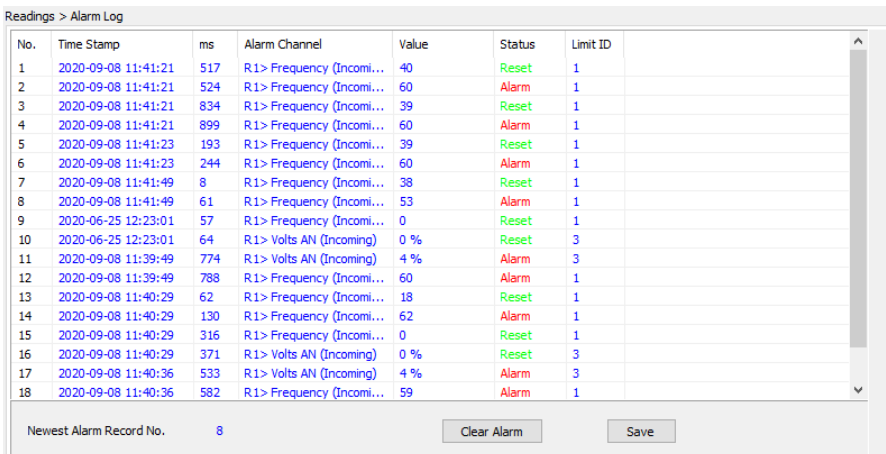 Readings > Alarm Log
No. Time Stamp ms Alarm Channel Value Status Limit ID
1 2020-09-08 11:41:21 517 R1> Frequency (Incomi... 40 Reset 1
2 2020-09-08 11:41:21 524 R1> Frequency (Incomi... 60 Alarm 1
3 2020-09-08 11:41:21 834 R1> Frequency (Incomi... 39 Reset 1
4 2020-09-08 11:41:21 899 R1> Frequency (Incomi... 60 Alarm 1
5 2020-09-08 11:41:23 193 R1> Frequency (Incomi... 39 Reset 1
6 2020-09-08 11:41:23 244 R1> Frequency (Incomi... 60 Alarm 1
7 2020-09-08 11:41:49 8 R1> Frequency (Incomi... 38 Reset 1
8 2020-09-08 11:41:49 61 R1> Frequency (Incomi... 53 Alarm 1
9 2020-06-25 12:23:01 57 R1> Frequency (Incomi... 0 Reset 1
10 2020-06-25 12:23:01 64 R1> Volts AN (Incoming) 0 % Reset 3
11 2020-09-08 11:39:49 774 R1> Volts AN (Incoming) 4 % Alarm 3
12 2020-09-08 11:39:49 788 R1> Frequency (Incomi... 60 Alarm 1
13 2020-09-08 11:40:29 62 R1> Frequency (Incomi... 18 Reset 1
14 2020-09-08 11:40:29 130 R1> Frequency (Incomi... 62 Alarm 1
15 2020-09-08 11:40:29 316 R1> Frequency (Incomi... 0 Reset 1
16 2020-09-08 11:40:29 371 R1> Volts AN (Incoming) 0 % Reset 3
17 2020-09-08 11:40:36 533 R1> Volts AN (Incoming) 4 % Alarm 3
18 2020-09-08 11:40:36 582 R1> Frequency (Incomi... 59 Alarm 1
Newest Alarm Record No. 8 Clear Alarm Save